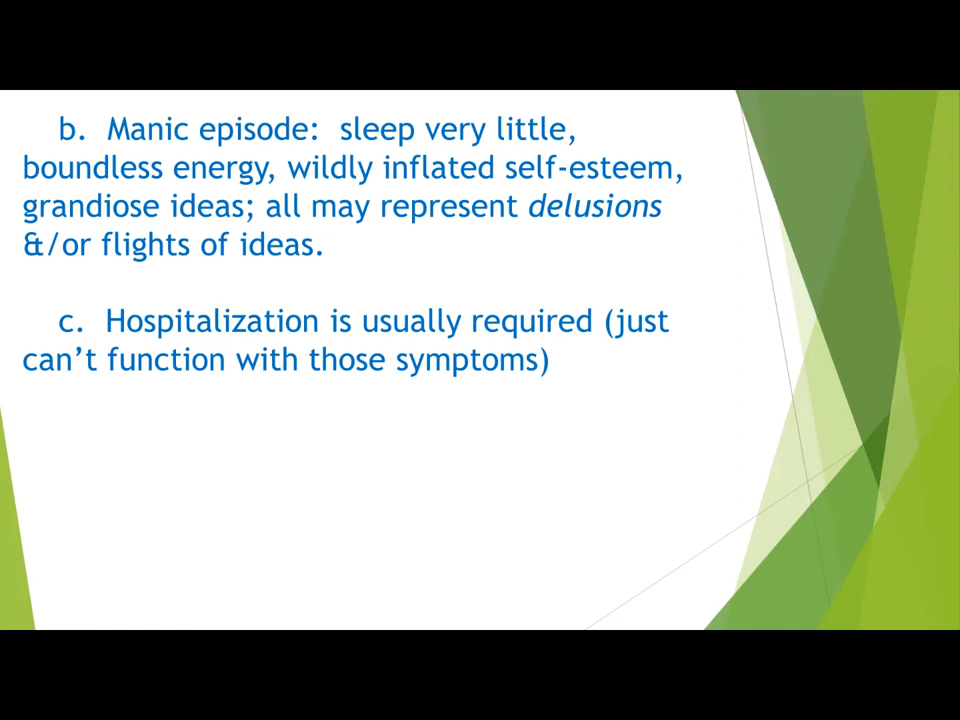 b. Manic episode: sleep very little,
boundless energy, wildly inflated self-esteem,
grandiose ideas; all may represent delusions
&/or flights of ideas.
c. Hospitalization is usually required (just
can’t function with those symptoms)